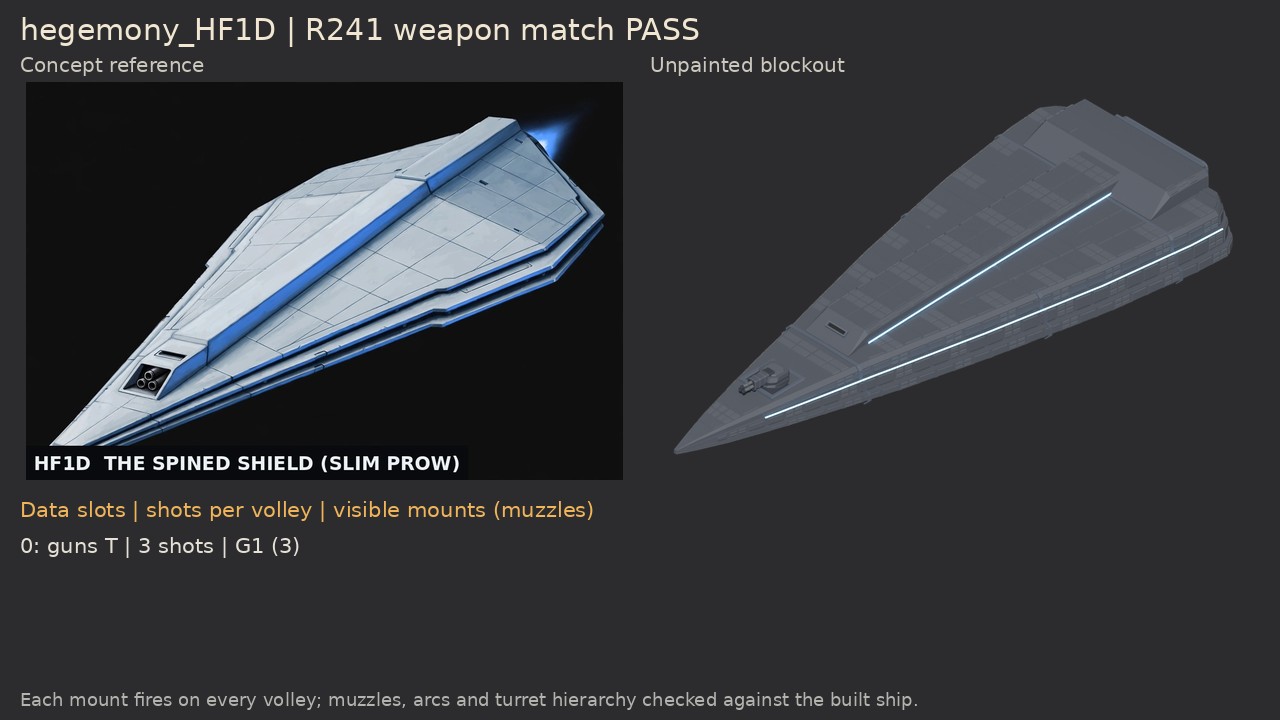 hegemony_HF1D | R241 weapon match PASS
Concept reference
Unpainted blockout
HF1D THE SPINED SHIELD (SLIM PROW)
Data slots | shots per volley | visible mounts (muzzles)
0: guns T | 3 shots | G1 (3)
Each mount fires on every volley; muzzles, arcs and turret hierarchy checked against the built ship.